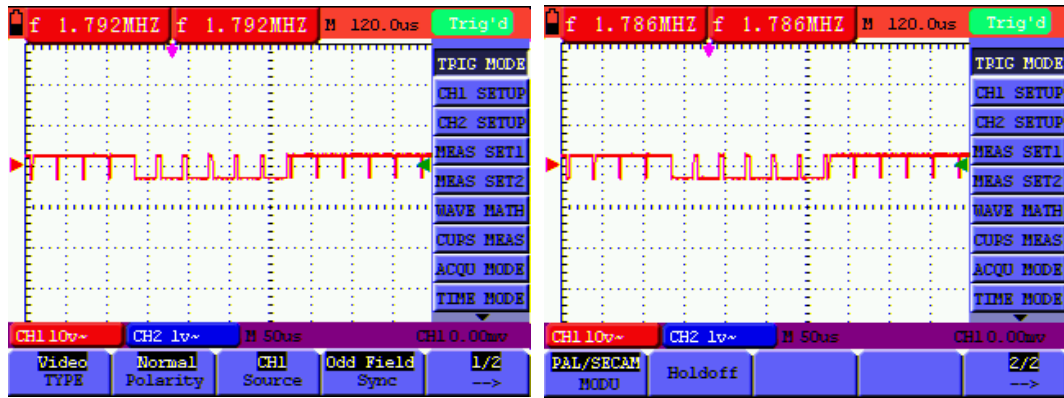 f 1.792MHZ f 1.792MHZ M 120.0us Trig'd
TRIG MODE
CH1 SETUP
CH2 SETUP
MEAS SET1
MEAS SET2
WAVE MATH
CUPS MEAS
ACQU MODE
TIME MODE
CH1 10v~ CH2 1v~ M 50us CH1 0.00mv
Video Normal CH1 Odd Field 1/2
TYPE Polarity Source Sync -->
f 1.786MHZ f 1.786MHZ M 120.0us Trig'd
TRIG MODE
CH1 SETUP
CH2 SETUP
MEAS SET1
MEAS SET2
WAVE MATH
CUPS MEAS
ACQU MODE
TIME MODE
CH1 10v~ CH2 1v~ M 50us CH1 0.00mv
PAL/SECAM Holdoff 2/2
MODU -->